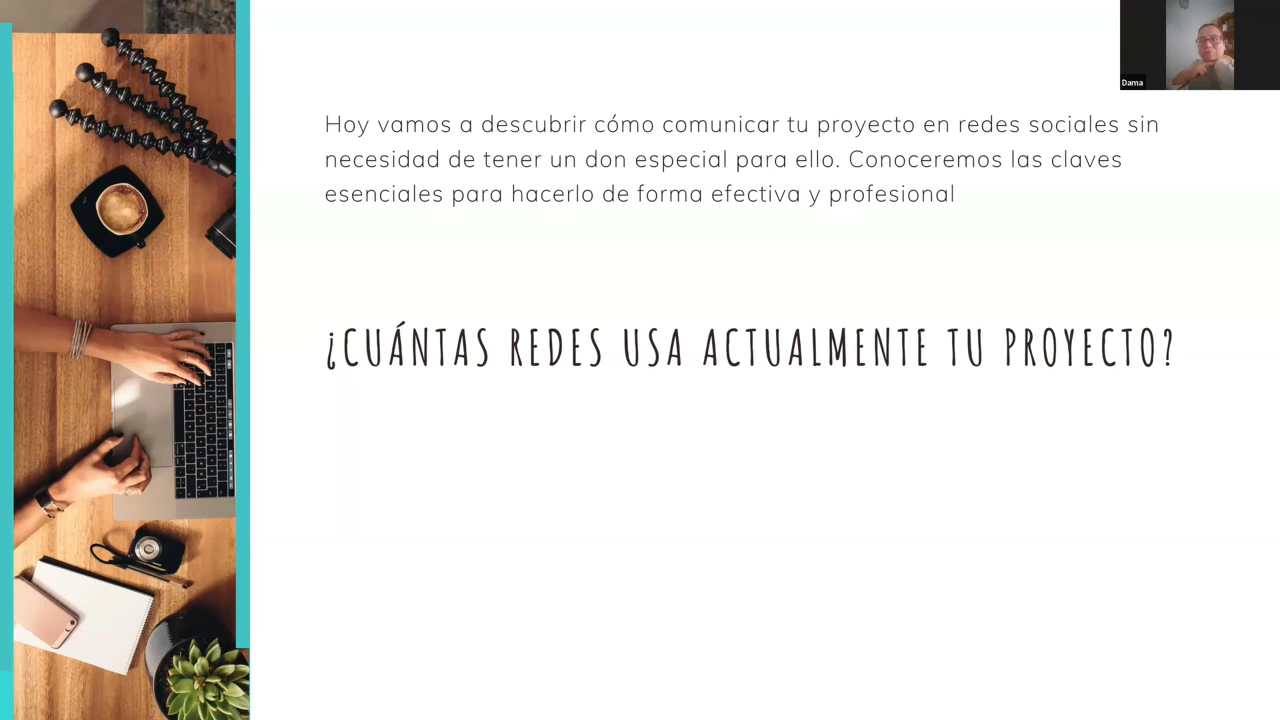 Dama
Hoy vamos a descubrir cómo comunicar tu proyecto en redes sociales sin
necesidad de tener un don especial para ello. Conoceremos las claves
esenciales para hacerlo de forma efectiva y profesional
¿CUÁNTAS REDES USA ACTUALMENTE TU PROYECTO?